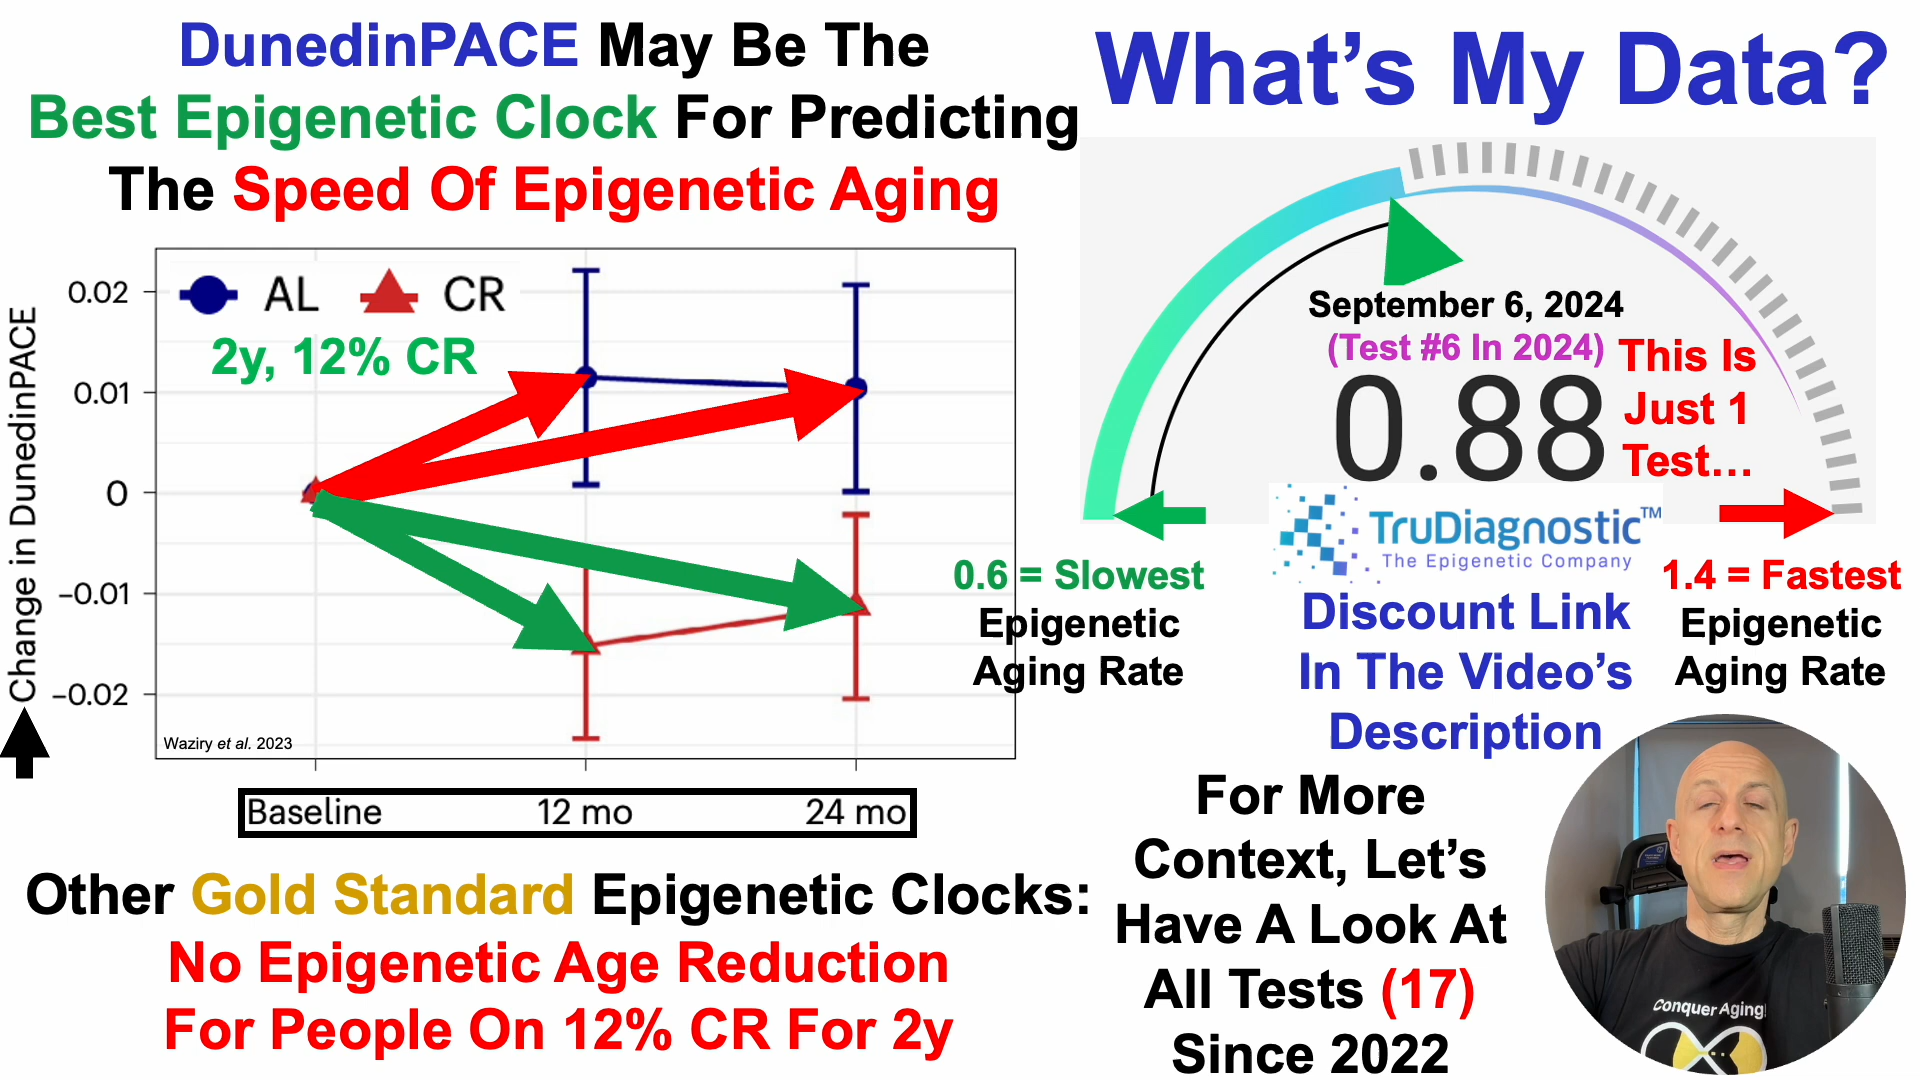 DunedinPACE May Be The
Best Epigenetic Clock For Predicting
The Speed Of Epigenetic Aging
AL CR
2y, 12% CR
Change in DunedinPACE
0.02
0.01
0
−0.01
−0.02
Waziry et al. 2023
Baseline 12 mo 24 mo
Other Gold Standard Epigenetic Clocks:
No Epigenetic Age Reduction
For People On 12% CR For 2y
What's My Data?
September 6, 2024
(Test #6 In 2024)
0.88
This Is
Just 1
Test...
TruDiagnostic™
The Epigenetic Company
0.6 = Slowest
Epigenetic
Aging Rate
1.4 = Fastest
Epigenetic
Aging Rate
Discount Link
In The Video's
Description
For More
Context, Let's
Have A Look At
All Tests (17)
Since 2022
Conquer Aging!